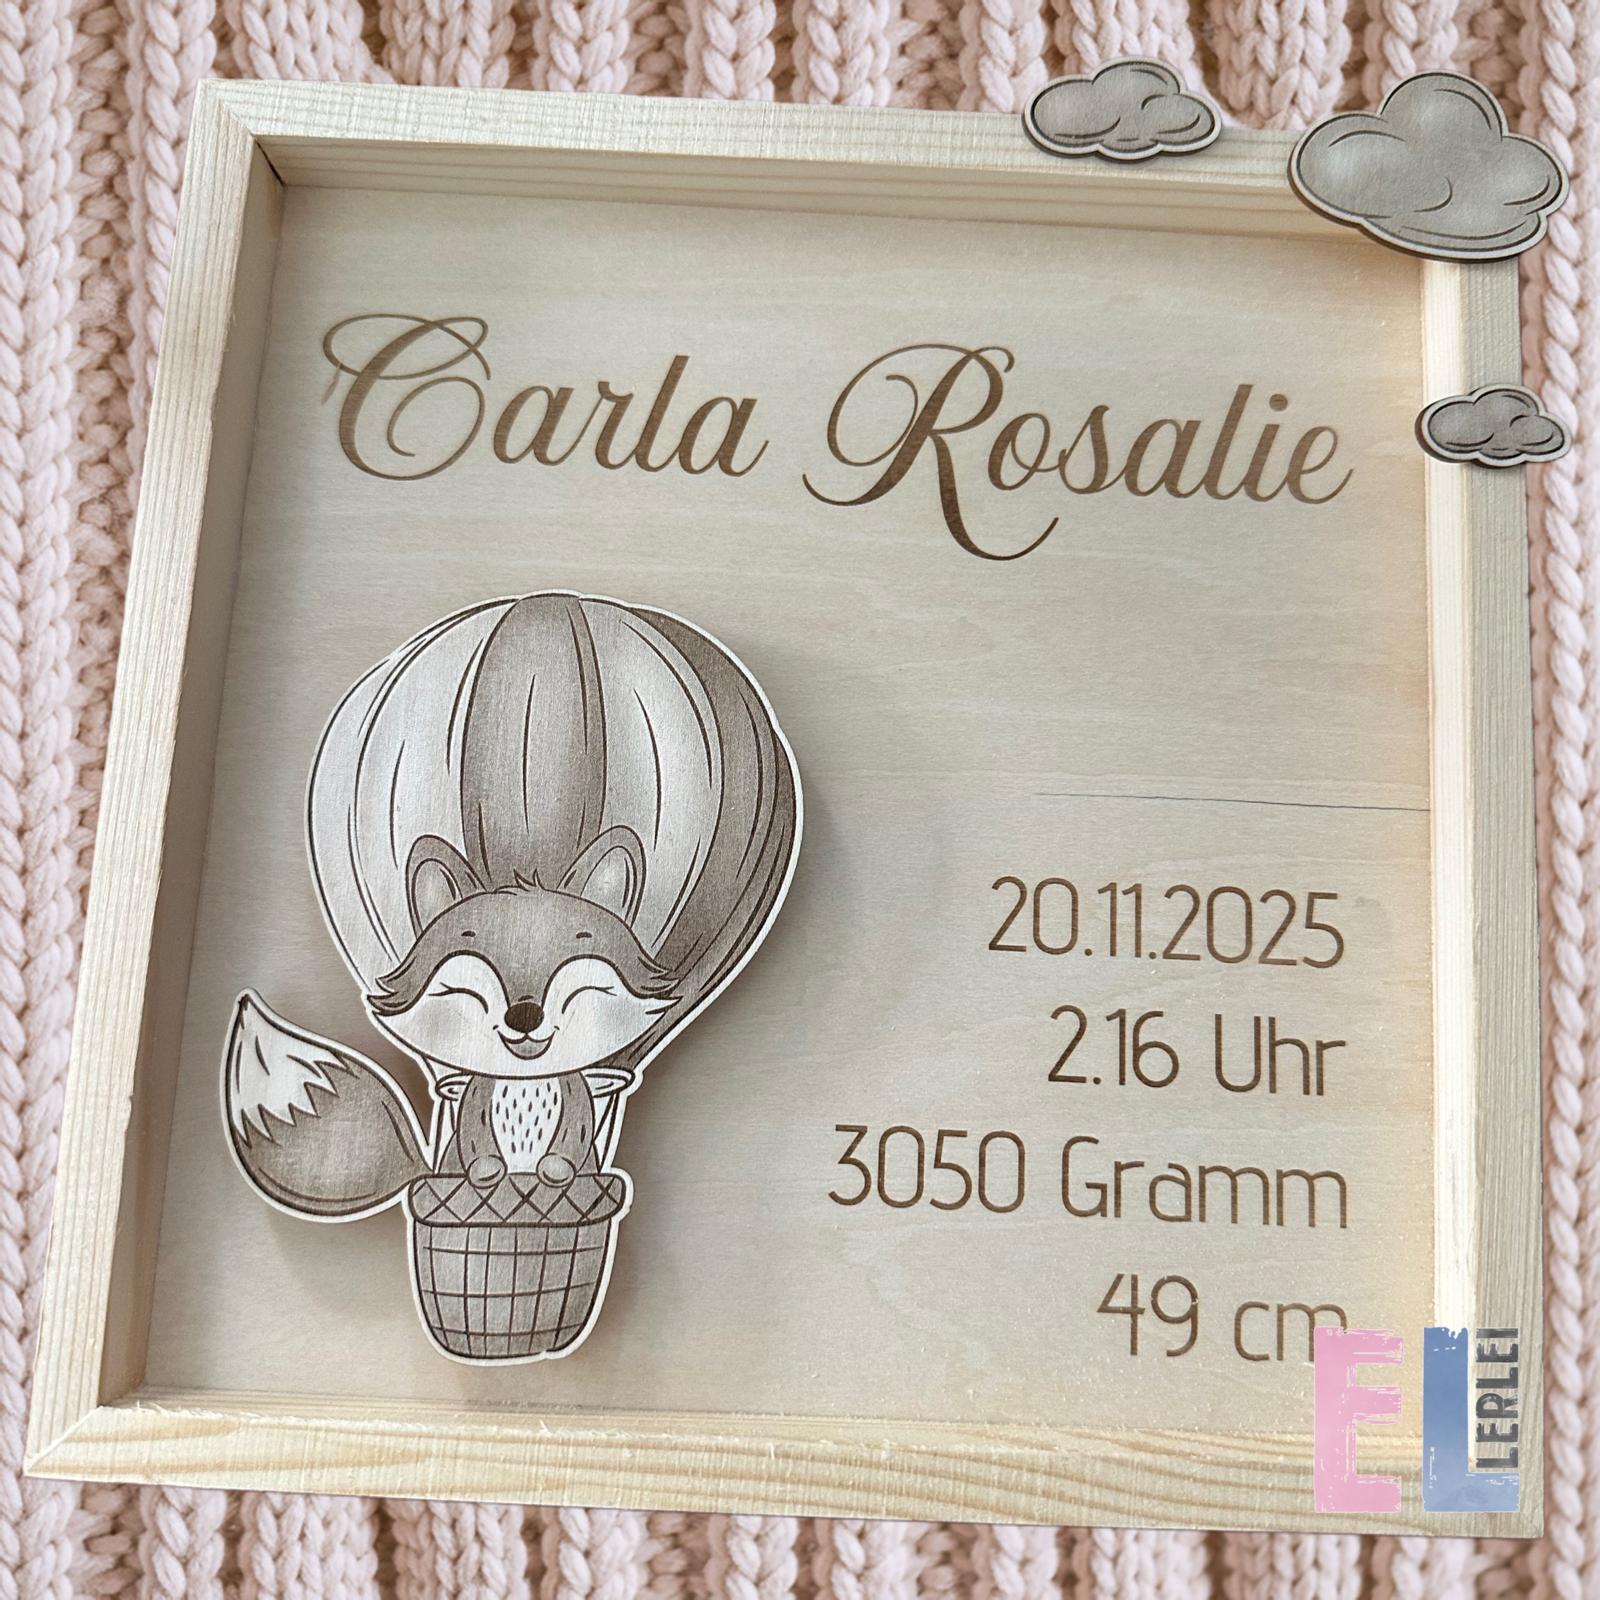 Carla Rosalie
20.11.2025
2.16 Uhr
3050 Gramm
49 cm
EL
LERLEI